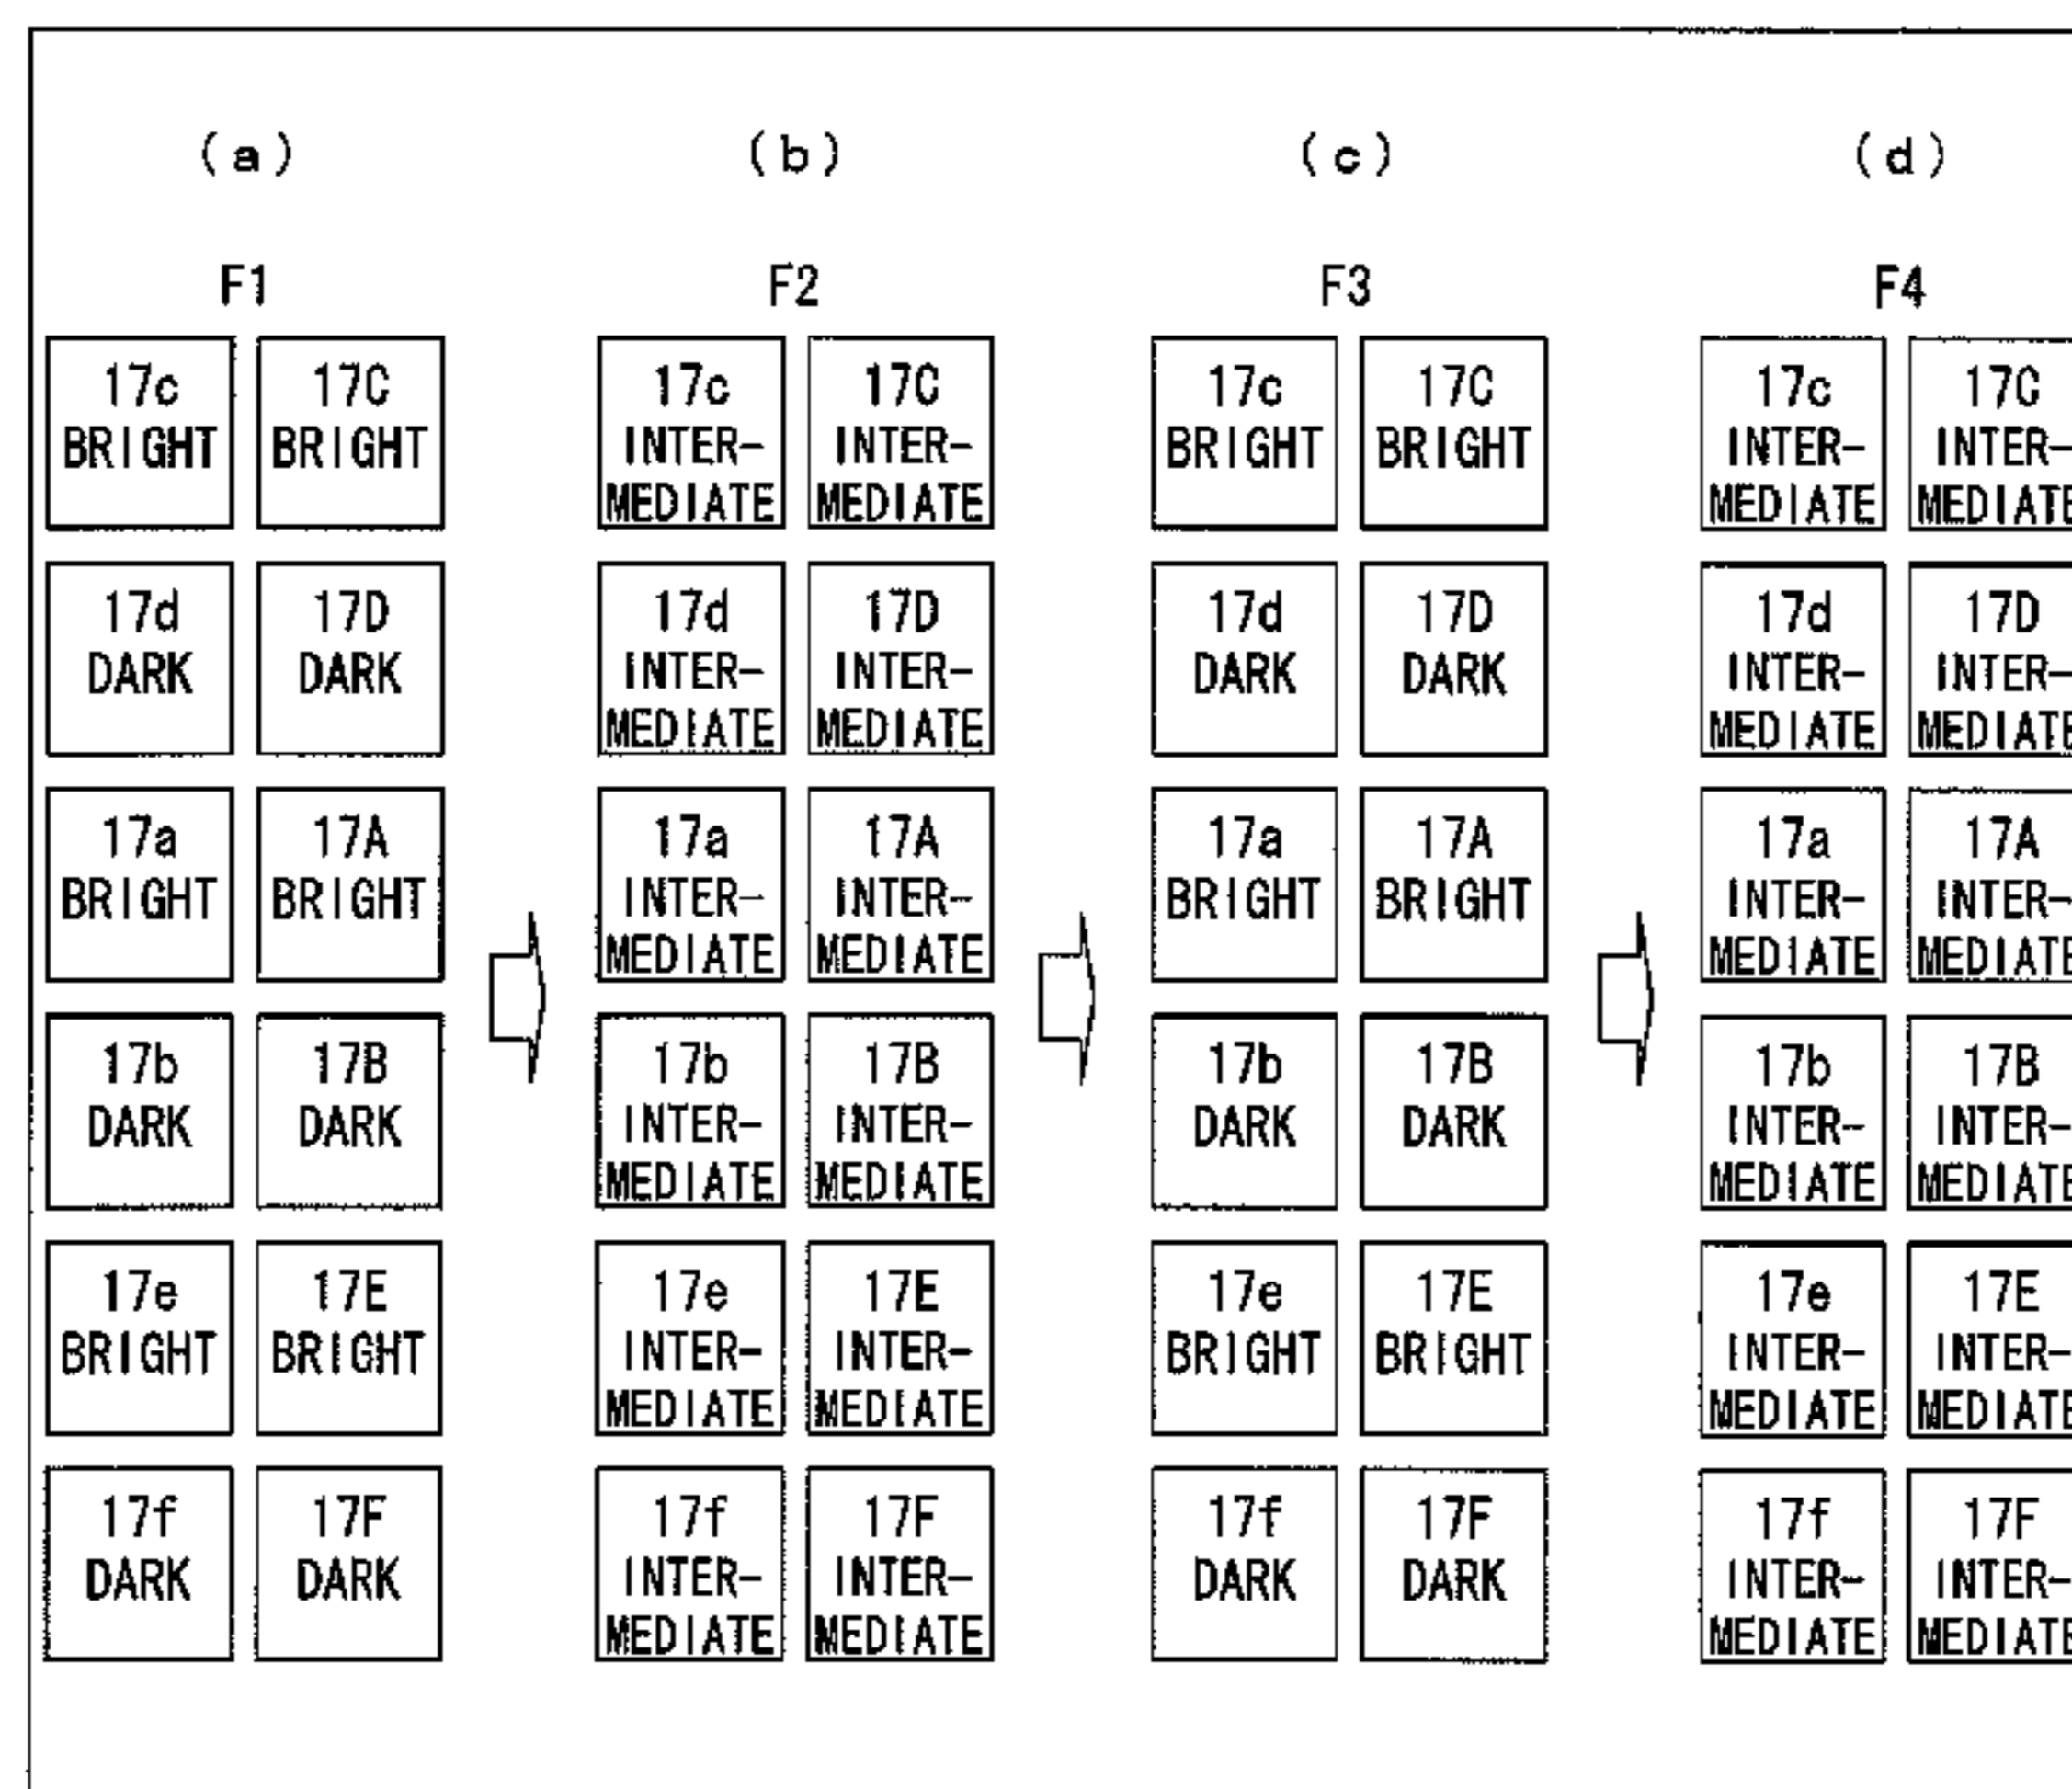 (a) (b) (c) (d)
F1 F2 F3 F4
17c 17C 17c 17C 17c 17C 17c 17C
BRIGHT BRIGHT INTER- INTER- BRIGHT BRIGHT INTER- INTER-
MEDIATE MEDIATE MEDIATE MEDIATE
17d 17D 17d 17D 17d 17D 17d 17D
DARK DARK INTER- INTER- DARK DARK INTER- INTER-
MEDIATE MEDIATE MEDIATE MEDIATE
17a 17A 17a 17A 17a 17A 17a 17A
BRIGHT BRIGHT INTER- INTER- BRIGHT BRIGHT INTER- INTER-
MEDIATE MEDIATE MEDIATE MEDIATE
17b 17B 17b 17B 17b 17B 17b 17B
DARK DARK INTER- INTER- DARK DARK INTER- INTER-
MEDIATE MEDIATE MEDIATE MEDIATE
17e 17E 17e 17E 17e 17E 17e 17E
BRIGHT BRIGHT INTER- INTER- BRIGHT BRIGHT INTER- INTER-
MEDIATE MEDIATE MEDIATE MEDIATE
17f 17F 17f 17F 17f 17F 17f 17F
DARK DARK INTER- INTER- DARK DARK INTER- INTER-
MEDIATE MEDIATE MEDIATE MEDIATE